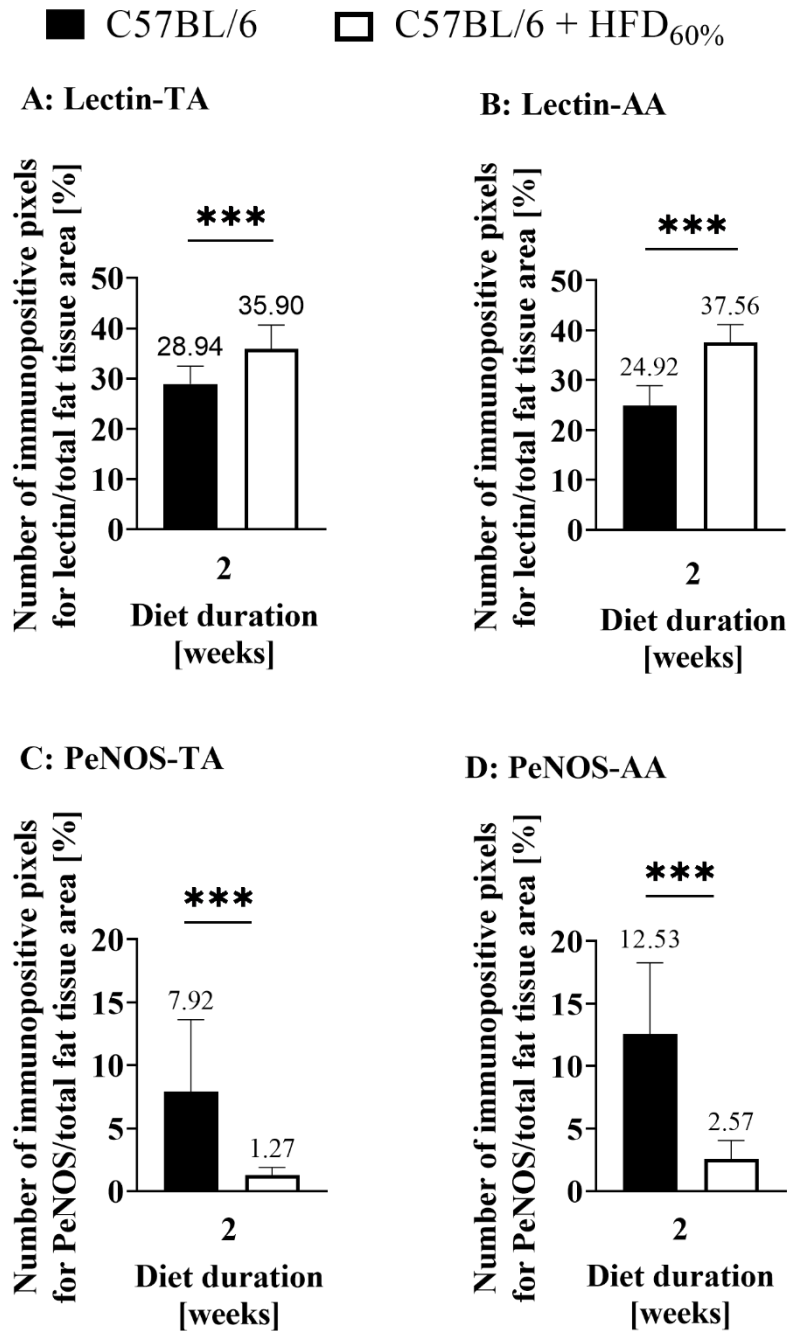 C57BL/6 C57BL/6 + HFD60%
A: Lectin-TA
Number of immunopositive pixels
for lectin/total fat tissue area [%]
***
50
40
30
20
10
0
28.94
35.90
2
Diet duration
[weeks]
B: Lectin-AA
Number of immunopositive pixels
for lectin/total fat tissue area [%]
***
50
40
30
20
10
0
24.92
37.56
2
Diet duration
[weeks]
C: PeNOS-TA
Number of immunopositive pixels
for PeNOS/total fat tissue area [%]
***
20
15
10
5
0
7.92
1.27
2
Diet duration
[weeks]
D: PeNOS-AA
Number of immunopositive pixels
for PeNOS/total fat tissue area [%]
***
20
15
10
5
0
12.53
2.57
2
Diet duration
[weeks]